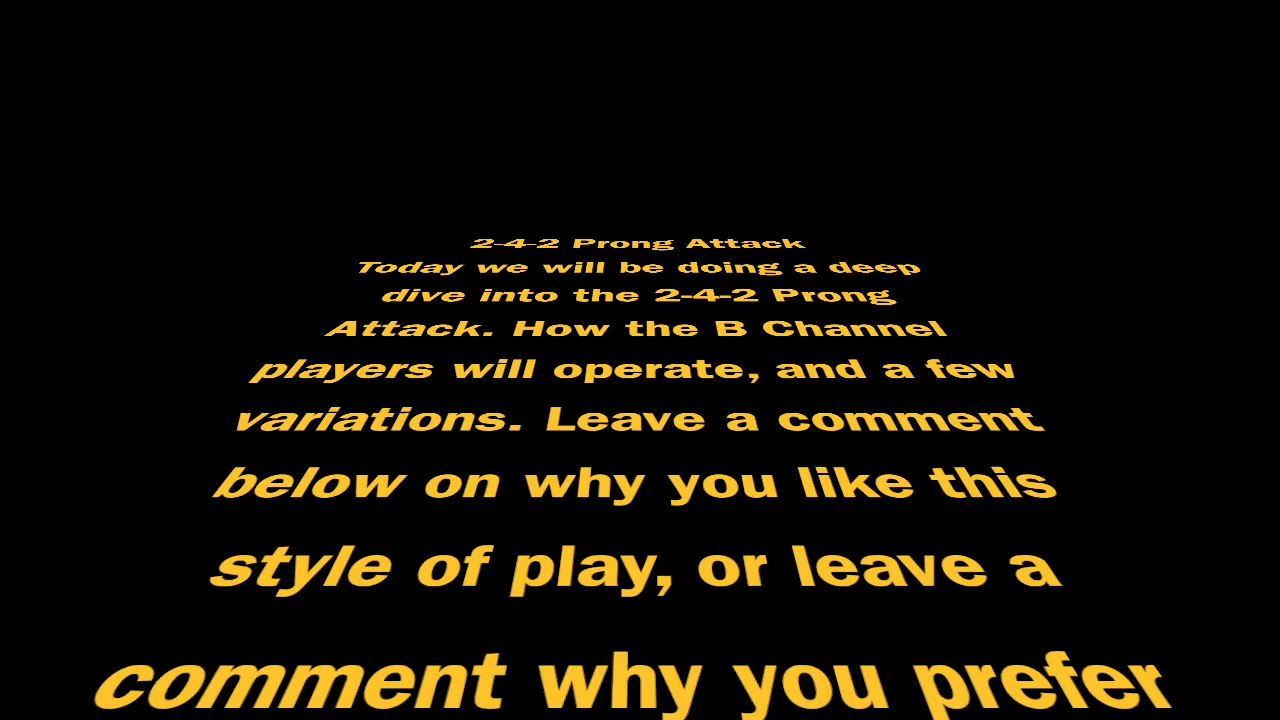 2-4-2 Prong Attack
Today we will be doing a deep
dive into the 2-4-2 Prong
Attack. How the B Channel
players will operate, and a few
variations. Leave a comment
below on why you like this
style of play, or leave a
comment why you prefer